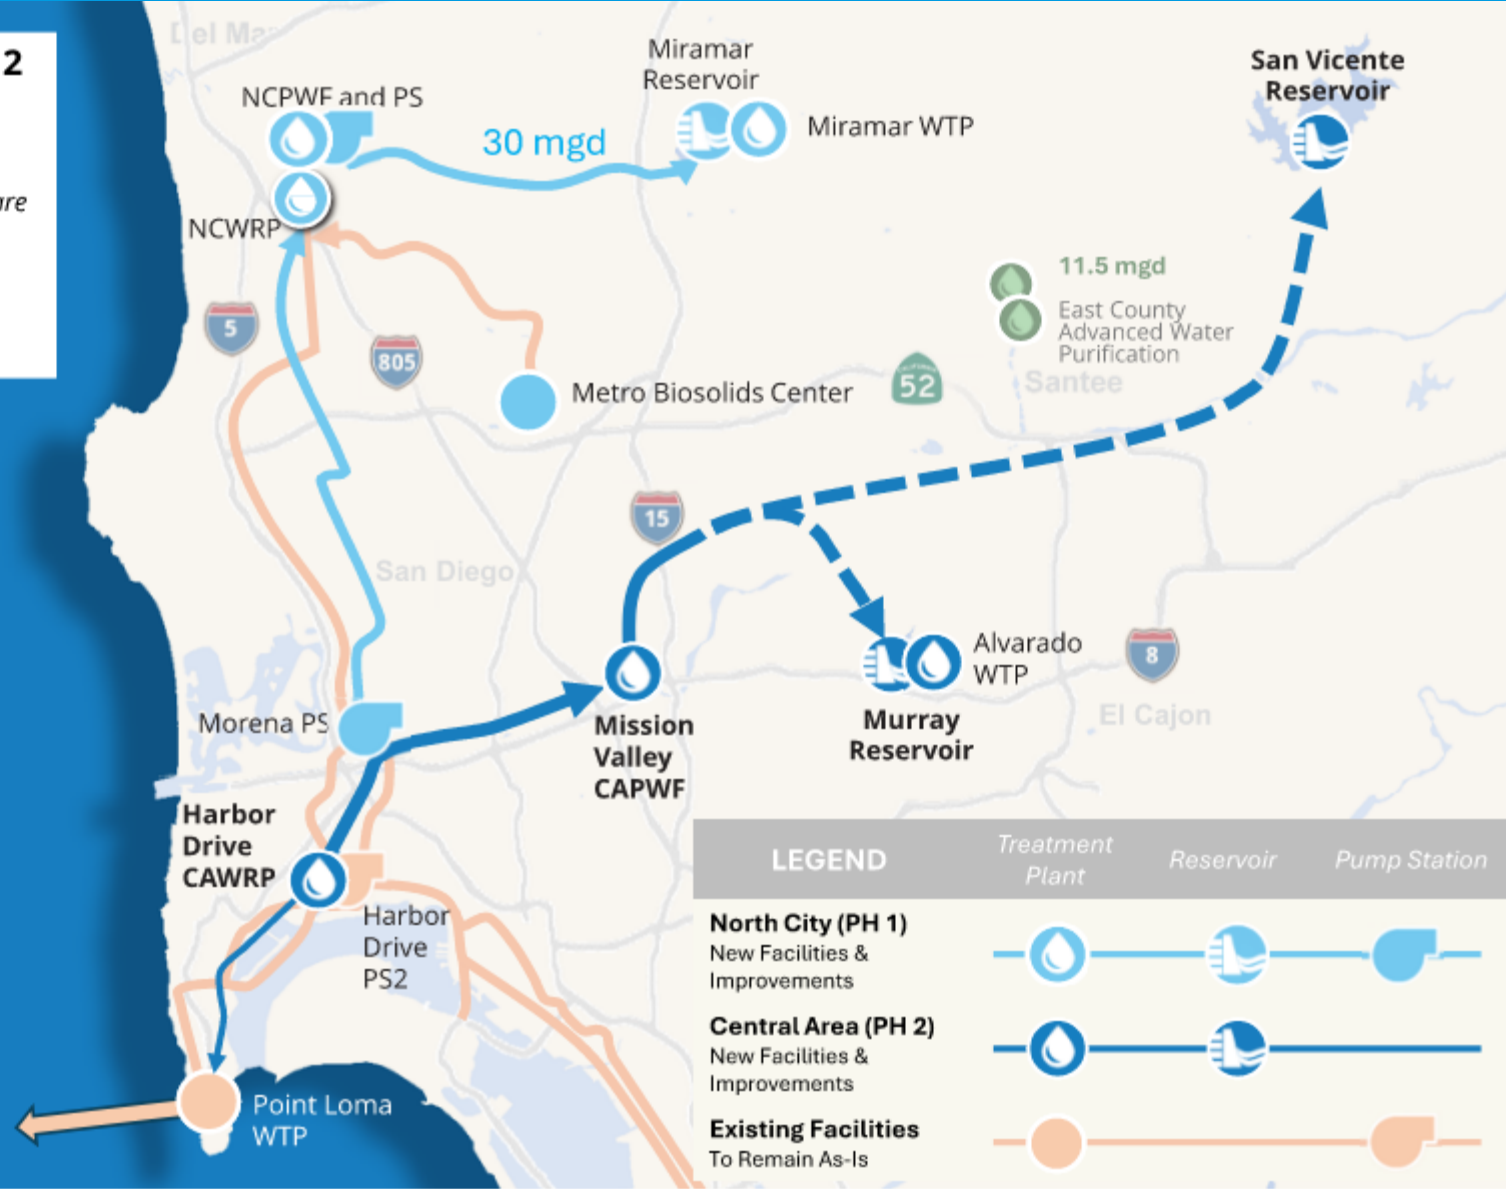 2
are
Del Mar
NCPWF and PS
30 mgd
Miramar
Reservoir
Miramar WTP
San Vicente
Reservoir
NCWRP
5
805
11.5 mgd
East County
Advanced Water
Purification
Santee
CALIFORNIA
52
Metro Biosolids Center
15
San Diego
Alvarado
WTP
8
Murray
Reservoir
El Cajon
Morena PS
Mission
Valley
CAPWF
Harbor
Drive
CAWRP
Harbor
Drive
PS2
Point Loma
WTP
LEGEND
Treatment
Plant
Reservoir
Pump Station
North City (PH 1)
New Facilities &
Improvements
Central Area (PH 2)
New Facilities &
Improvements
Existing Facilities
To Remain As-Is